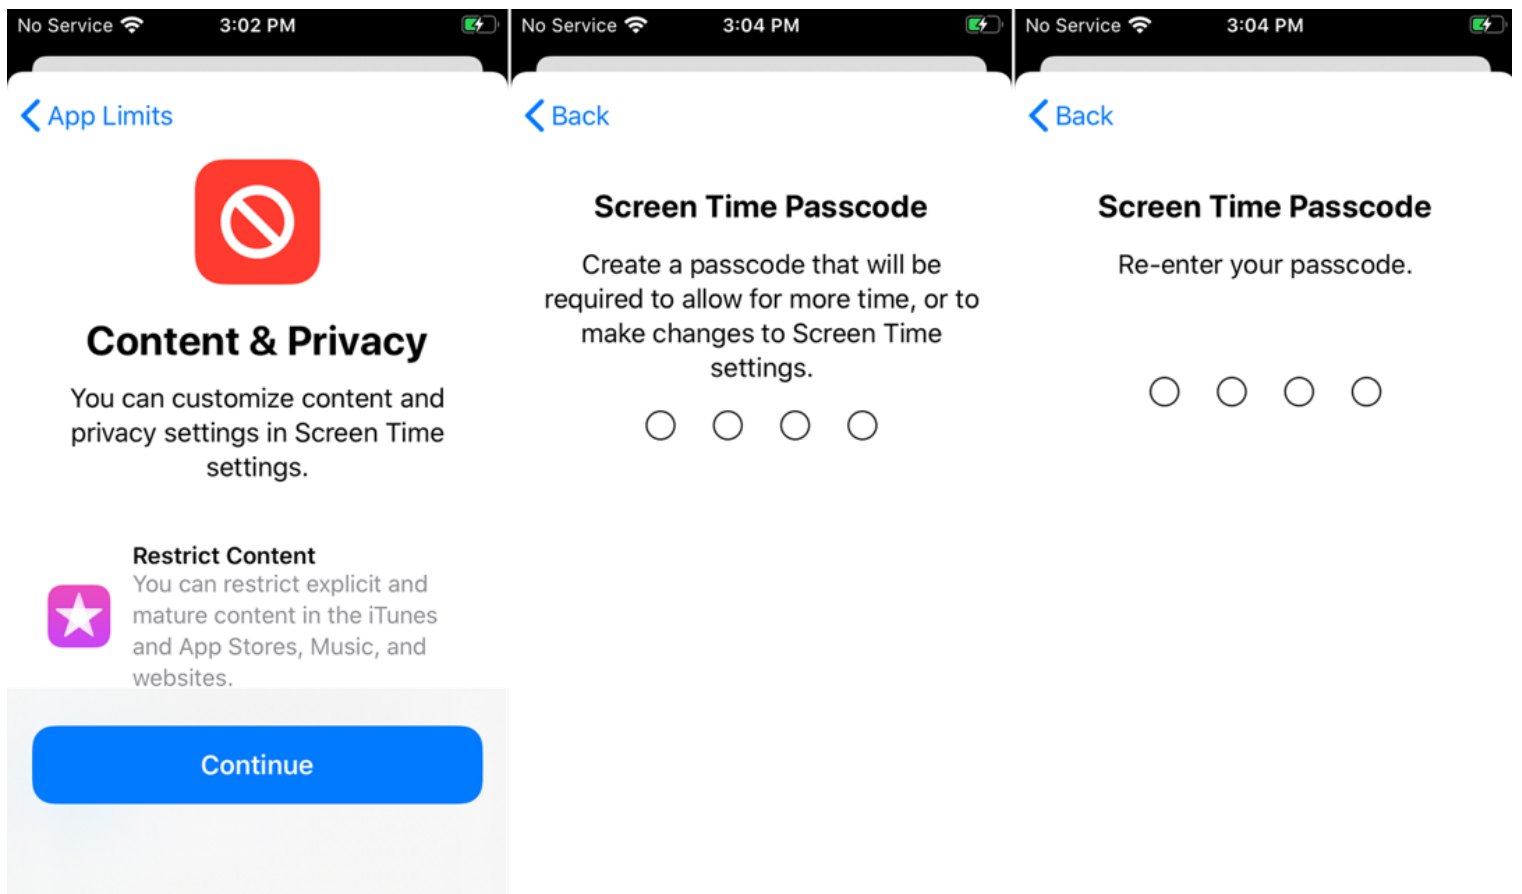 No Service 3:02 PM
App Limits
Content & Privacy
You can customize content and
privacy settings in Screen Time
settings.
Restrict Content
You can restrict explicit and
mature content in the iTunes
and App Stores, Music, and
websites.
Continue
No Service 3:04 PM
Back
Screen Time Passcode
Create a passcode that will be
required to allow for more time, or to
make changes to Screen Time
settings.
No Service 3:04 PM
Back
Screen Time Passcode
Re-enter your passcode.